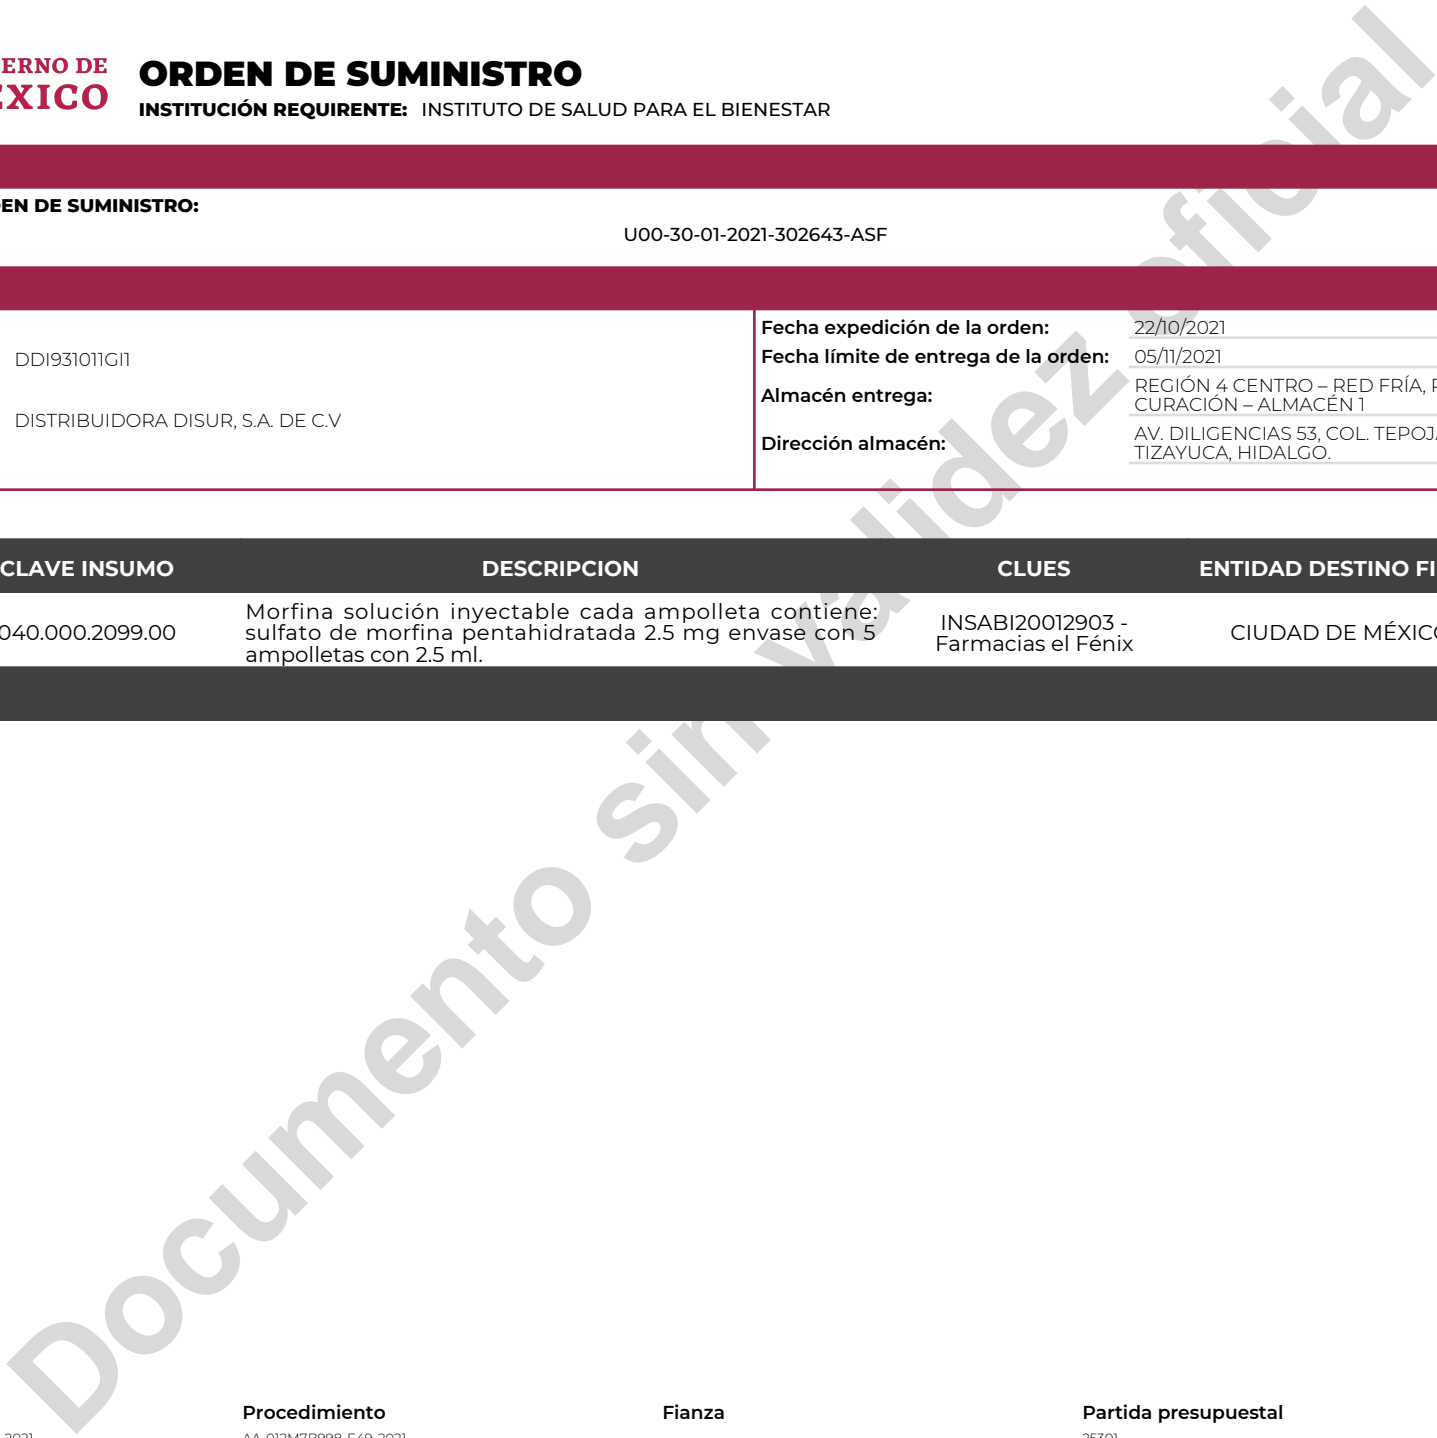 ERNO DE
ORDEN DE SUMINISTRO
INSTITUCIÓN REQUIRENTE: INSTITUTO DE SALUD PARA EL BIENESTAR
EN DE SUMINISTRO:
U00-30-01-2021-302643-ASF
DDI931011GI1
DISTRIBUIDORA DISUR, S.A. DE C.V
Fecha expedición de la orden: 22/10/2021
Fecha límite de entrega de la orden: 05/11/2021
Almacén entrega:
REGIÓN 4 CENTRO – RED FRÍA,
CURACIÓN – ALMACÉN 1
Dirección almacén:
AV. DILIGENCIAS 53, COL. TEPOJ
TIZAYUCA, HIDALGO.
CLAVE INSUMO DESCRIPCION CLUES ENTIDAD DESTINO FI
040.000.2099.00
Morfina solución inyectable cada ampolleta contiene:
sulfato de morfina pentahidratada 2.5 mg envase con 5
ampolletas con 2.5 ml.
INSABI20012903 -
Farmacias el Fénix
CIUDAD DE MÉXICO
Documento sin validez oficial
Procedimiento Fianza Partida presupuestal